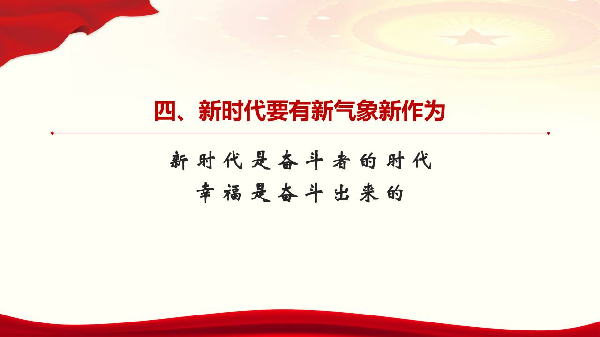 四、新时代要有新气象新作为
新时代是奋斗者的时代
幸福是奋斗出来的